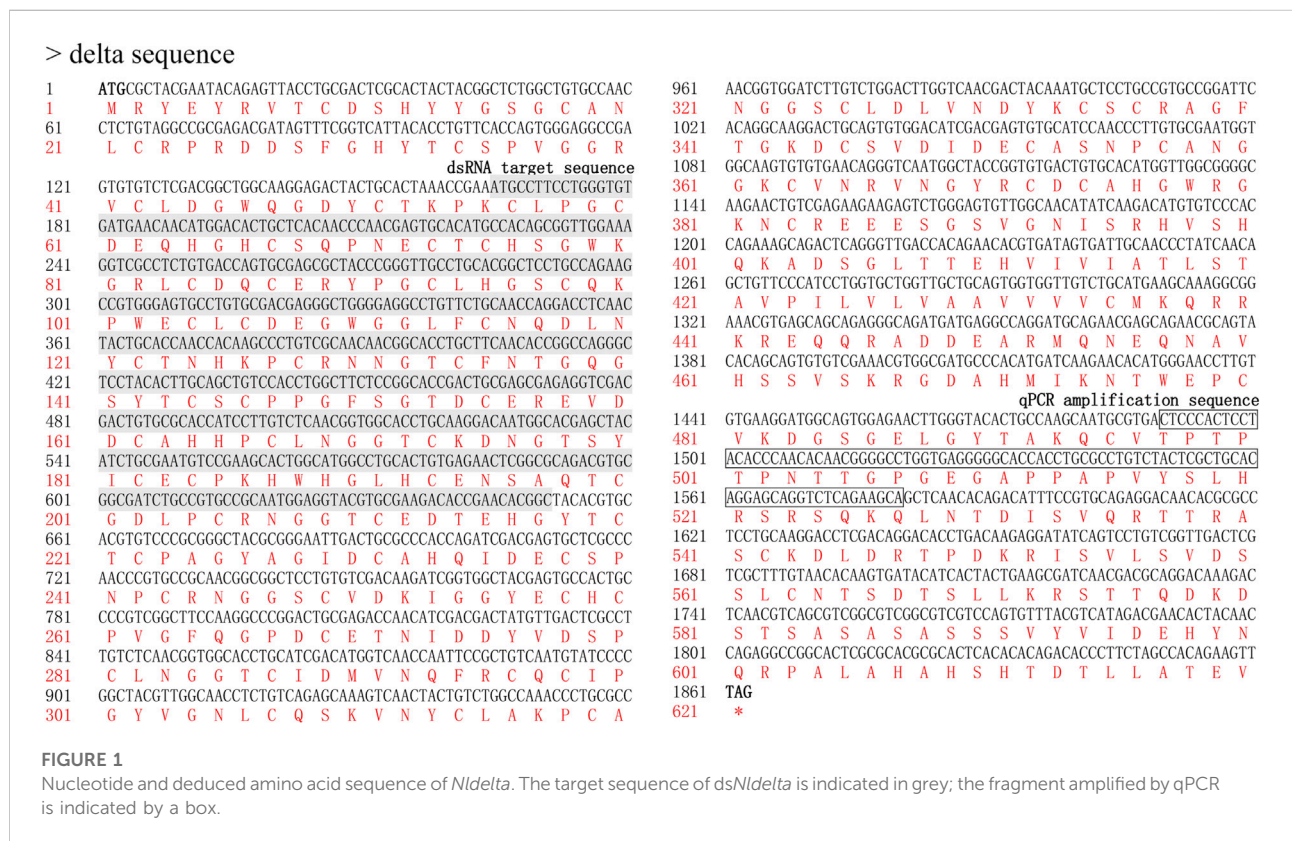 > delta sequence
1 ATGCGCTACGAATACAGAGTTACCTGCGACTCGCACTACTACGGCTCTGGCTGTGCCAAC
1 M R Y E Y R V T C D S H Y Y G S G C A N
61 CTCTGTAGGCCGCGAGACGATAGTTTCGGTCATTACACCTGTTCACCAGTGGGAGGCCGA
21 L C R P R D D S F G H Y T C S P V G G R
dsRNA target sequence
121 GTGTGTCTCGACGGCTGGCAAGGAGACTACTGCACTAAACCGAAATGCCTTCCTGGGTGT
41 V C L D G W Q G D Y C T K P K C L P G C
181 GATGAACAACATGGACACTGCTCACAACCCAACGAGTGCACATGCCACAGCGGTTGGAAA
61 D E Q H G H C S Q P N E C T C H S G W K
241 GGTCGCCTCTGTGACCAGTGCGAGCGCTACCCGGGTTGCCTGCACGGCTCCTGCCAGAAG
81 G R L C D Q C E R Y P G C L H G S C Q K
301 CCGTGGGAGTGCCTGTGCGACGAGGGCTGGGGAGGCCTGTTCTGCAACCAGGACCTCAAC
101 P W E C L C D E G W G G L F C N Q D L N
361 TACTGCACCAACCACAAGCCCTGTCGCAACAACGGCACCTGCTTCAACACCGGCCAGGGC
121 Y C T N H K P C R N N G T C F N T G Q G
421 TCCTACACTTGCAGCTGTCCACCTGGCTTCTCCGGCACCGACTGCGAGCGAGAGGTCGAC
141 S Y T C S C P P G F S G T D C E R E V D
481 GACTGTGCGCACCATCCTTGTCTCAACGGTGGCACCTGCAAGGACAATGGCACGAGCTAC
161 D C A H H P C L N G G T C K D N G T S Y
541 ATCTGCGAATGTCCGAAGCACTGGCATGGCCTGCACTGTGAGAACTCGGCGCAGACGTGC
181 I C E C P K H W H G L H C E N S A Q T C
601 GGCGATCTGCCGTGCCGCAATGGAGGTACGTGCGAAGACACCGAACACGGCTACACGTGC
201 G D L P C R N G G T C E D T E H G Y T C
661 ACGTGTCCCGCGGGCTACGCGGGAATTGACTGCGCCCACCAGATCGACGAGTGCTCGCCC
221 T C P A G Y A G I D C A H Q I D E C S P
721 AACCCGTGCCGCAACGGCGGCTCCTGTGTCGACAAGATCGGTGGCTACGAGTGCCACTGC
241 N P C R N G G S C V D K I G G Y E C H C
781 CCCGTCGGCTTCCAAGGCCCGGACTGCGAGACCAACATCGACGACTATGTTGACTCGCCT
261 P V G F Q G P D C E T N I D D Y V D S P
841 TGTCTCAACGGTGGCACCTGCATCGACATGGTCAACCAATTCCGCTGTCAATGTATCCCC
281 C L N G G T C I D M V N Q F R C Q C I P
901 GGCTACGTTGGCAACCTCTGTCAGAGCAAAGTCAACTACTGTCTGGCCAAACCCTGCGCC
301 G Y V G N L C Q S K V N Y C L A K P C A
961 AACGGTGGATCTTGTCTGGACTTGGTCAACGACTACAAATGCTCCTGCCGTGCCGGATTC
321 N G G S C L D L V N D Y K C S C R A G F
1021 ACAGGCAAGGACTGCAGTGTGGACATCGACGAGTGTGCATCCAACCCTTGTGCGAATGGT
341 T G K D C S V D I D E C A S N P C A N G
1081 GGCAAGTGTGTGAACAGGGTCAATGGCTACCGGTGTGACTGTGCACATGGTTGGCGGGGC
361 G K C V N R V N G Y R C D C A H G W R G
1141 AAGAACTGTCGAGAAGAAGAGTCTGGGAGTGTTGGCAACATATCAAGACATGTGTCCCAC
381 K N C R E E E S G S V G N I S R H V S H
1201 CAGAAAGCAGACTCAGGGTTGACCACAGAACACGTGATAGTGATTGCAACCCTATCAACA
401 Q K A D S G L T T E H V I V I A T L S T
1261 GCTGTTCCCATCCTGGTGCTGGTTGCTGCAGTGGTGGTTGTCTGCATGAAGCAAAGGCGG
421 A V P I L V L V A A V V V V C M K Q R R
1321 AAACGTGAGCAGCAGAGGGCAGATGATGAGGCCAGGATGCAGAACGAGCAGAACGCAGTA
441 K R E Q Q R A D D E A R M Q N E Q N A V
1381 CACAGCAGTGTGTCGAAACGTGGCGATGCCCACATGATCAAGAACACATGGGAACCTTGT
461 H S S V S K R G D A H M I K N T W E P C
qPCR amplification sequence
1441 GTGAAGGATGGCAGTGGAGAACTTGGGTACACTGCCAAGCAATGCGTGACTCCCACTCCT
481 V K D G S G E L G Y T A K Q C V T P T P
1501 ACACCCAACACAACGGGGCCTGGTGAGGGGGCACCACCTGCGCCTGTCTACTCGCTGCAC
501 T P N T T G P G E G A P P A P V Y S L H
1561 AGGAGCAGGTCTCAGAAGCAGCTCAACACAGACATTTCCGTGCAGAGGACAACACGCGCC
521 R S R S Q K Q L N T D I S V Q R T T R A
1621 TCCTGCAAGGACCTCGACAGGACACCTGACAAGAGGATATCAGTCCTGTCGGTTGACTCG
541 S C K D L D R T P D K R I S V L S V D S
1681 TCGCTTTGTAACACAAGTGATACATCACTACTGAAGCGATCAACGACGCAGGACAAAGAC
561 S L C N T S D T S L L K R S T T Q D K D
1741 TCAACGTCAGCGTCGGCGTCGGCGTCGTCCAGTGTTTACGTCATAGACGAACACTACAAC
581 S T S A S A S A S S S V Y V I D E H Y N
1801 CAGAGGCCGGCACTCGCGCACGCGCACTCACACACAGACACCCTTCTAGCCACAGAAGTT
601 Q R P A L A H A H S H T D T L L A T E V
1861 TAG
621 *
FIGURE 1
Nucleotide and deduced amino acid sequence of Nldelta. The target sequence of dsNldelta is indicated in grey; the fragment amplified by qPCR
is indicated by a box.